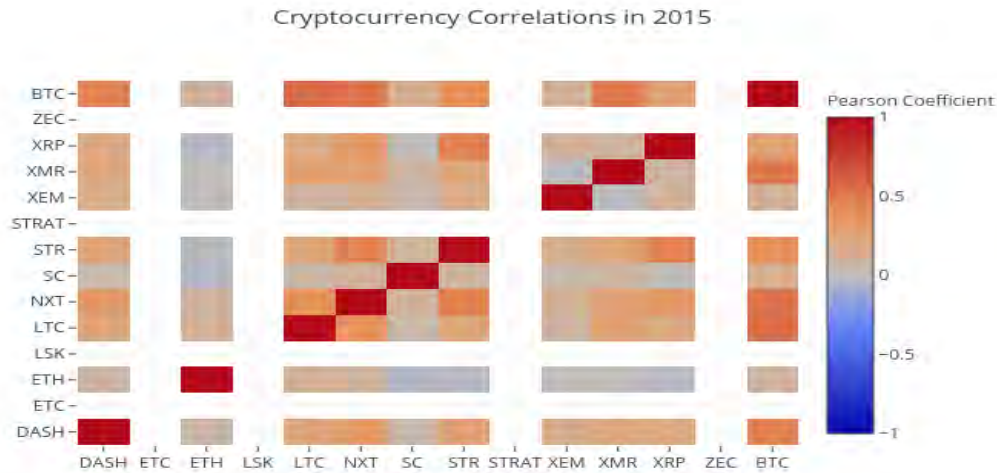 Cryptocurrency Correlations in 2015
BTC
ZEC
XRP
XMR
XEM
STRAT
STR
SC
NXT
LTC
LSK
ETH
ETC
DASH
DASH ETC ETH LSK LTC NXT SC STR STRAT XEM XMR XRP ZEC BTC
Pearson Coefficient
1
0.5
0
−0.5
−1